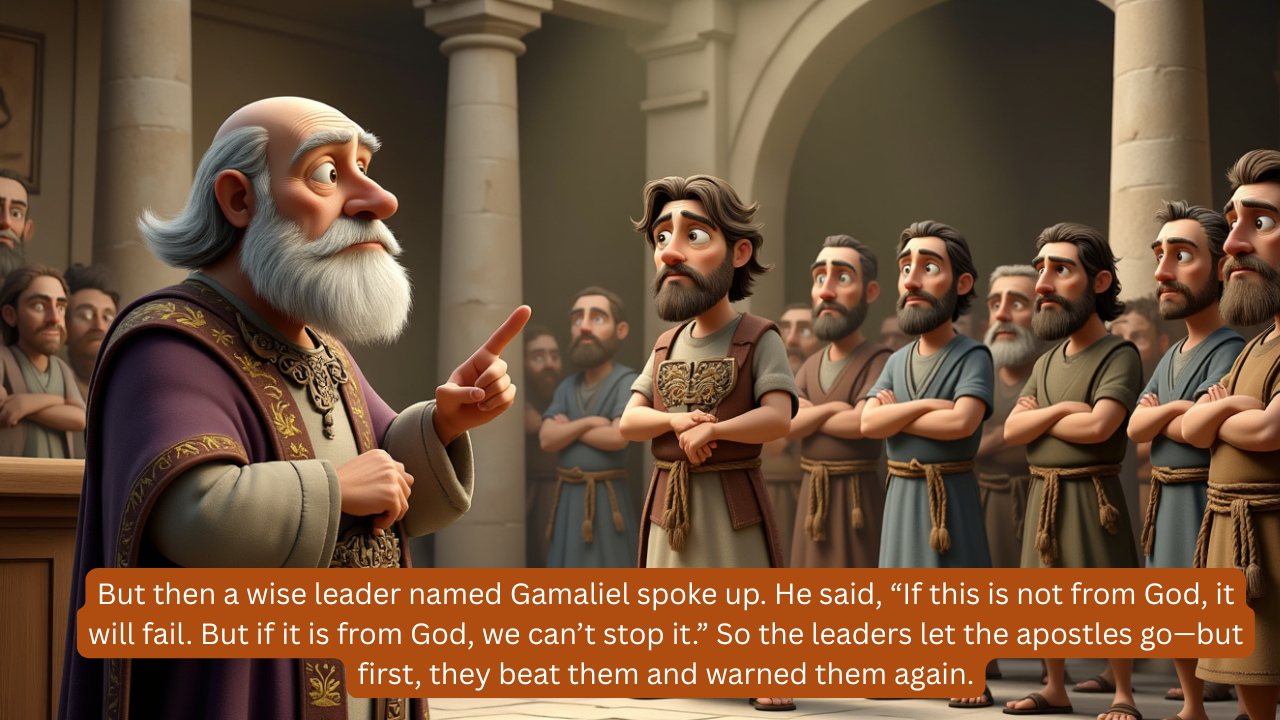 But then a wise leader named Gamaliel spoke up. He said, “If this is not from God, it
will fail. But if it is from God, we can’t stop it.” So the leaders let the apostles go—but
first, they beat them and warned them again.